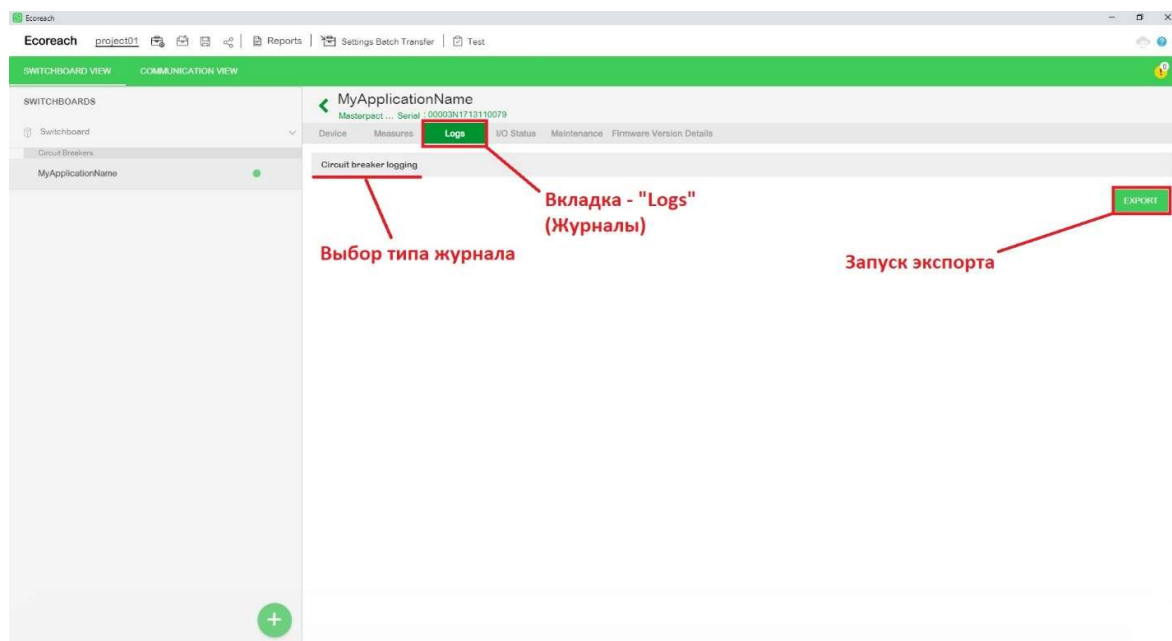 Ecoreach
Ecoreach project01 Reports Settings Batch Transfer Test
SWITCHBOARD VIEW COMMUNICATION VIEW
SWITCHBOARDS
Switchboard
Circuit Breakers
MyApplicationName
MyApplicationName
Masterpact ... Serial : 00003N1713110079
Device Measures Logs I/O Status Maintenance Firmware Version Details
Circuit breaker logging
EXPORT
Вкладка - "Logs"
(Журналы)
Выбор типа журнала
Запуск экспорта